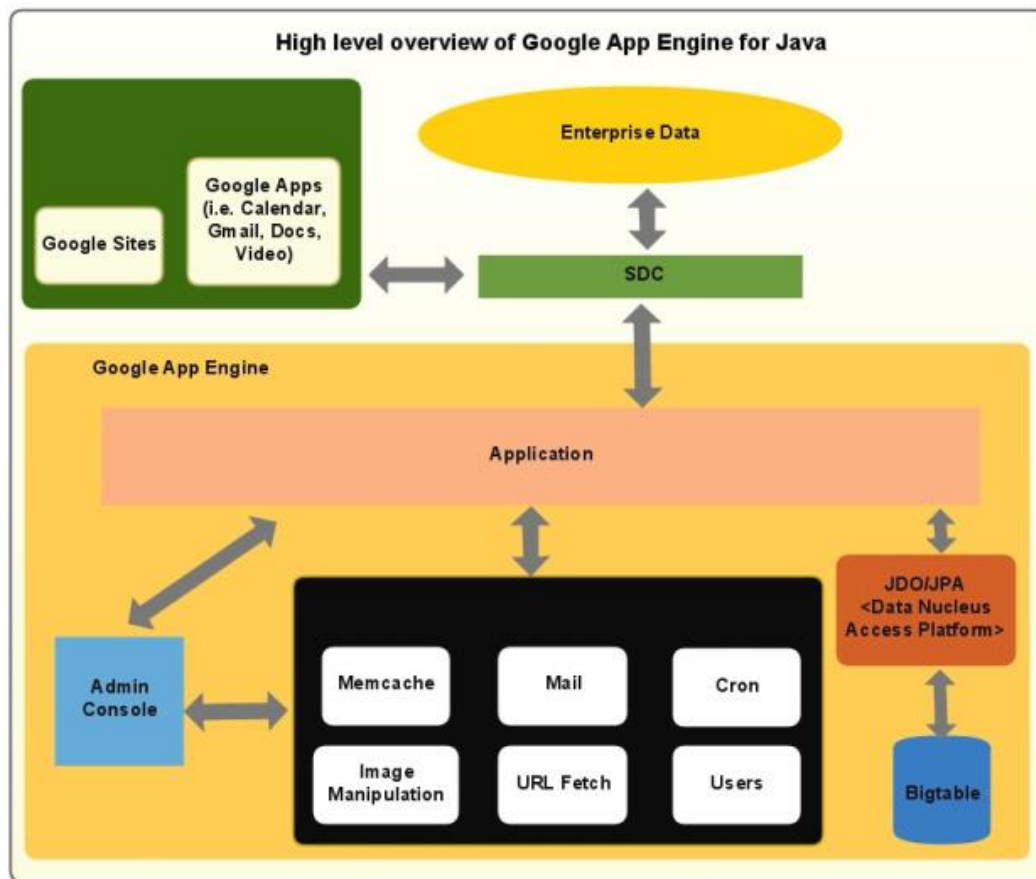 High level overview of Google App Engine for Java
Enterprise Data
Google Apps
(i.e. Calendar,
Gmail, Docs,
Video)
Google Sites
SDC
Google App Engine
Application
JDO/JPA
<Data Nucleus
Access Platform>
Admin
Console
Memcache
Mail
Cron
Image
Manipulation
URL Fetch
Users
Bigtable